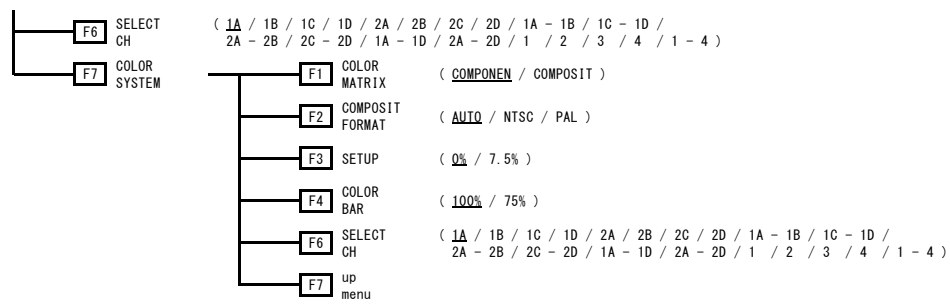 F6 SELECT CH ( 1A / 1B / 1C / 1D / 2A / 2B / 2C / 2D / 1A - 1B / 1C - 1D /
2A - 2B / 2C - 2D / 1A - 1D / 2A - 2D / 1 / 2 / 3 / 4 / 1 - 4 )
F7 COLOR SYSTEM
F1 COLOR MATRIX ( COMPONEN / COMPOSIT )
F2 COMPOSIT FORMAT ( AUTO / NTSC / PAL )
F3 SETUP ( 0% / 7.5% )
F4 COLOR BAR ( 100% / 75% )
F6 SELECT CH ( 1A / 1B / 1C / 1D / 2A / 2B / 2C / 2D / 1A - 1B / 1C - 1D /
2A - 2B / 2C - 2D / 1A - 1D / 2A - 2D / 1 / 2 / 3 / 4 / 1 - 4 )
F7 up menu